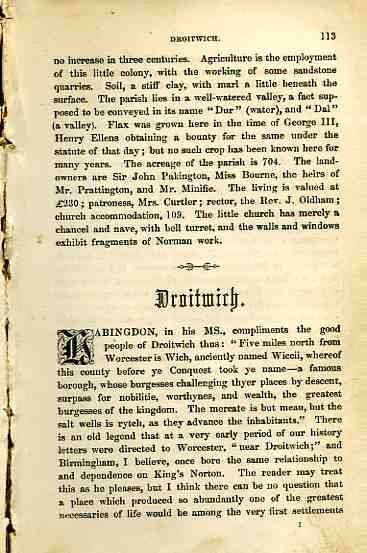 DROITWICH. 113
no increase in three centuries. Agriculture is the employment
of this little colony, with the working of some sandstone
quarries. Soil, a stiff clay, with marl a little beneath the
surface. The parish lies in a well-watered valley, a fact sup-
posed to be conveyed in its name "Dur" (water), and "Dal"
(a valley). Flax was grown here in the time of George III,
Henry Ellens obtaining a bounty for the same under the
statute of that day; but no such crop has been known here for
many years. The acreage of the parish is 704. The land-
owners are Sir John Pakington, Miss Bourne, the heirs of
Mr. Prattington, and Mr. Minifie. The living is valued at
£230; patroness, Mrs. Curtler; rector, the Rev. J. Oldham;
church accommodation, 109. The little church has merely a
chancel and nave, with bell turret, and the walls and windows
exhibit fragments of Norman work.
Droitwich.
HABINGDON, in his MS., compliments the good
people of Droitwich thus: "Five miles north from
Worcester is Wich, anciently named Wiccii, whereof
this county before ye Conquest took ye name—a famous
borough, whose burgesses challenging thyer places by descent,
surpass for nobilitie, worthynes, and wealth, the greatest
burgesses of the kingdom. The mercate is but mean, but the
salt wells is rytch, as they advance the inhabitants." There
is an old legend that at a very early period of our history
letters were directed to Worcester, "near Droitwich;" and
Birmingham, I believe, once bore the same relationship to
and dependence on King's Norton. The reader may treat
this as he pleases, but I think there can be no question that
a place which produced so abundantly one of the greatest
necessaries of life would be among the very first settlements
I